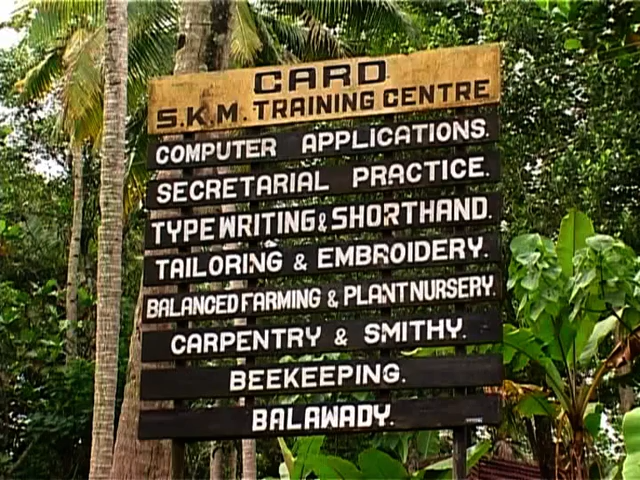 CARD
S.K.M. TRAINING CENTRE
COMPUTER APPLICATIONS.
SECRETARIAL PRACTICE.
TYPE WRITING & SHORTHAND.
TAILORING & EMBROIDERY.
BALANCED FARMING & PLANT NURSERY.
CARPENTRY & SMITHY.
BEEKEEPING.
BALAWADY.